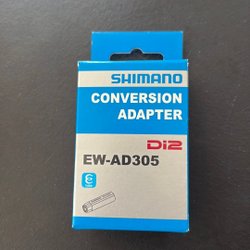 SHIMANO
CONVERSION
ADAPTER
Di2
EW-AD305